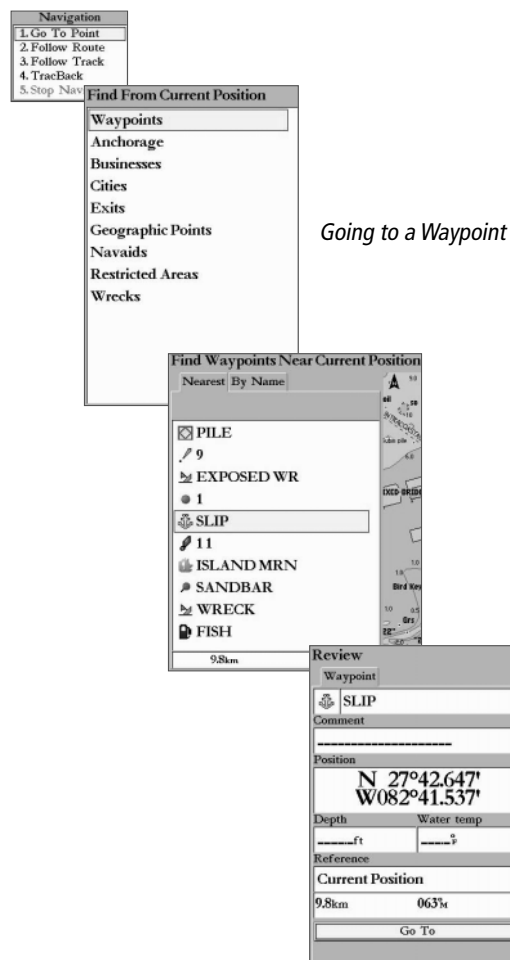 Navigation
1. Go To Point
2. Follow Route
3. Follow Track
4. TracBack
5. Stop Nav
Find From Current Position
Waypoints
Anchorage
Businesses
Cities
Exits
Geographic Points
Navaids
Restricted Areas
Wrecks
Going to a Waypoint
Find Waypoints Near Current Position
Nearest By Name
PILE
9
EXPOSED WR
1
SLIP
11
ISLAND MRN
SANDBAR
WRECK
FISH
9.8km
Bird Key
Grs
Review
Waypoint
SLIP
Comment
Position
N 27°42.647'
W082°41.537'
Depth Water temp
ft °F
Reference
Current Position
9.8km 063°M
Go To